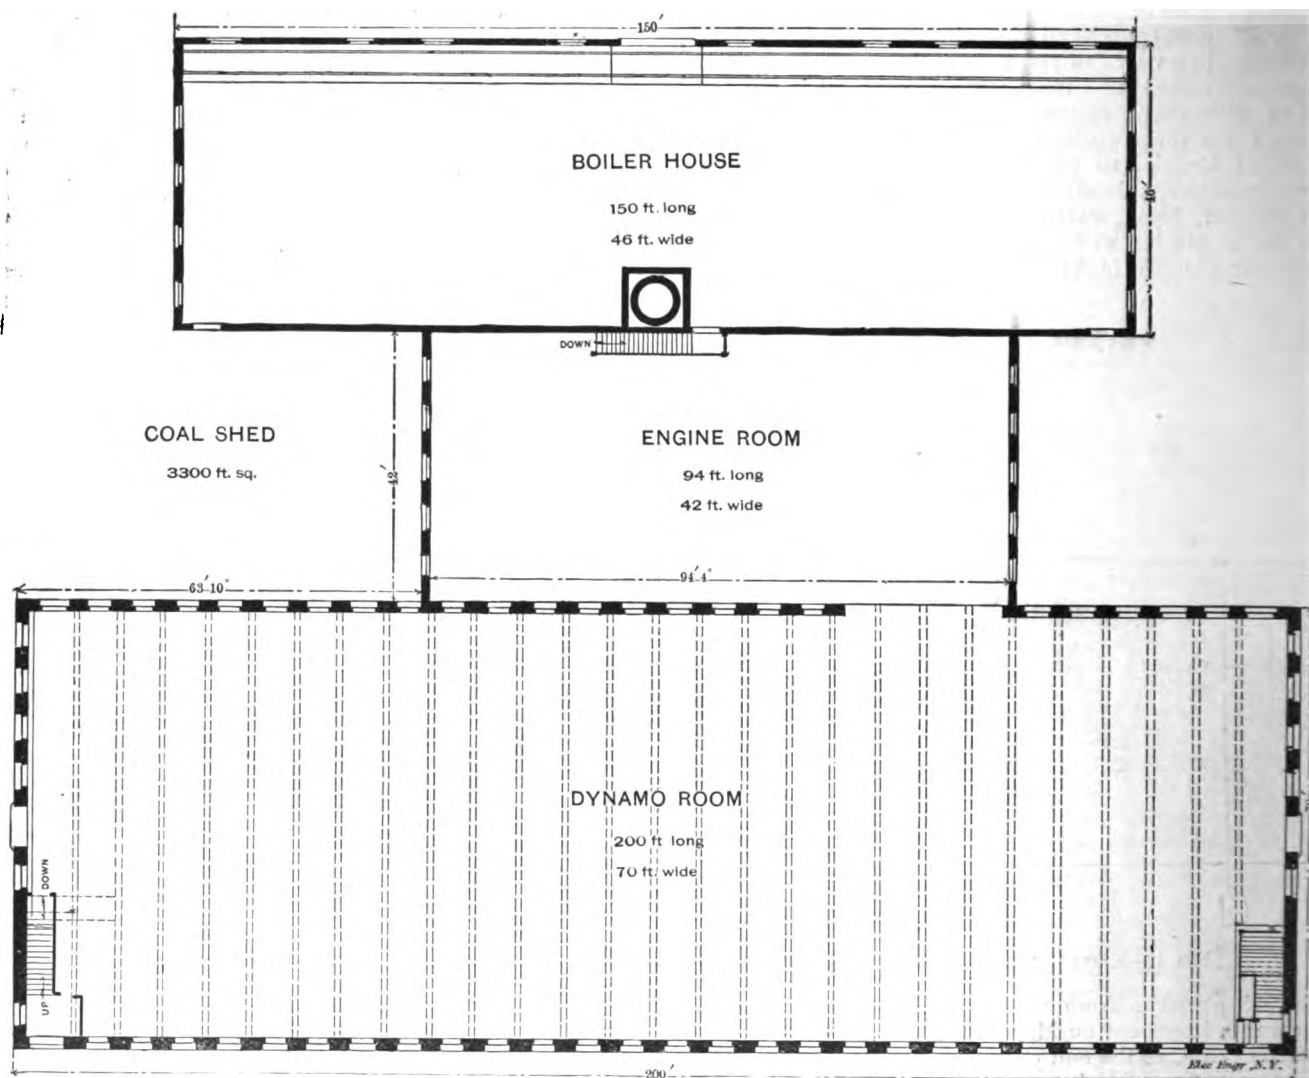 150'
BOILER HOUSE
150 ft. long
46 ft. wide
46'
DOWN
COAL SHED
3300 ft. sq.
42'
ENGINE ROOM
94 ft. long
42 ft. wide
63'10"
94'4"
DYNAMO ROOM
200 ft long
70 ft. wide
DOWN
UP
200'
Elec Engr, N.Y.